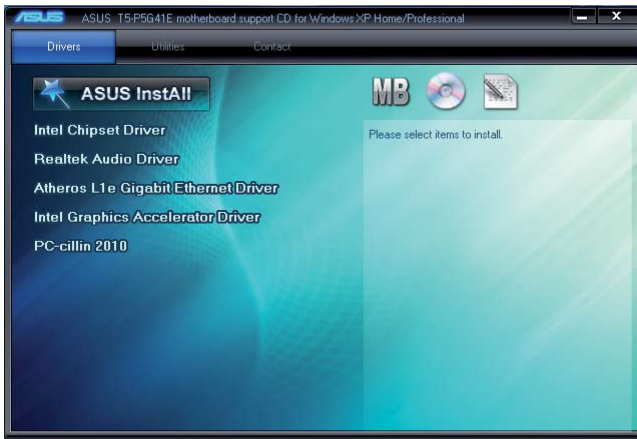 ASUS ASUS T5-P5G41E motherboard support CD for Windows XP Home/Professional
Drivers Utilities Contact
ASUS InstAll
MB
Intel Chipset Driver
Please select items to install.
Realtek Audio Driver
Atheros L1e Gigabit Ethernet Driver
Intel Graphics Accelerator Driver
PC-cillin 2010